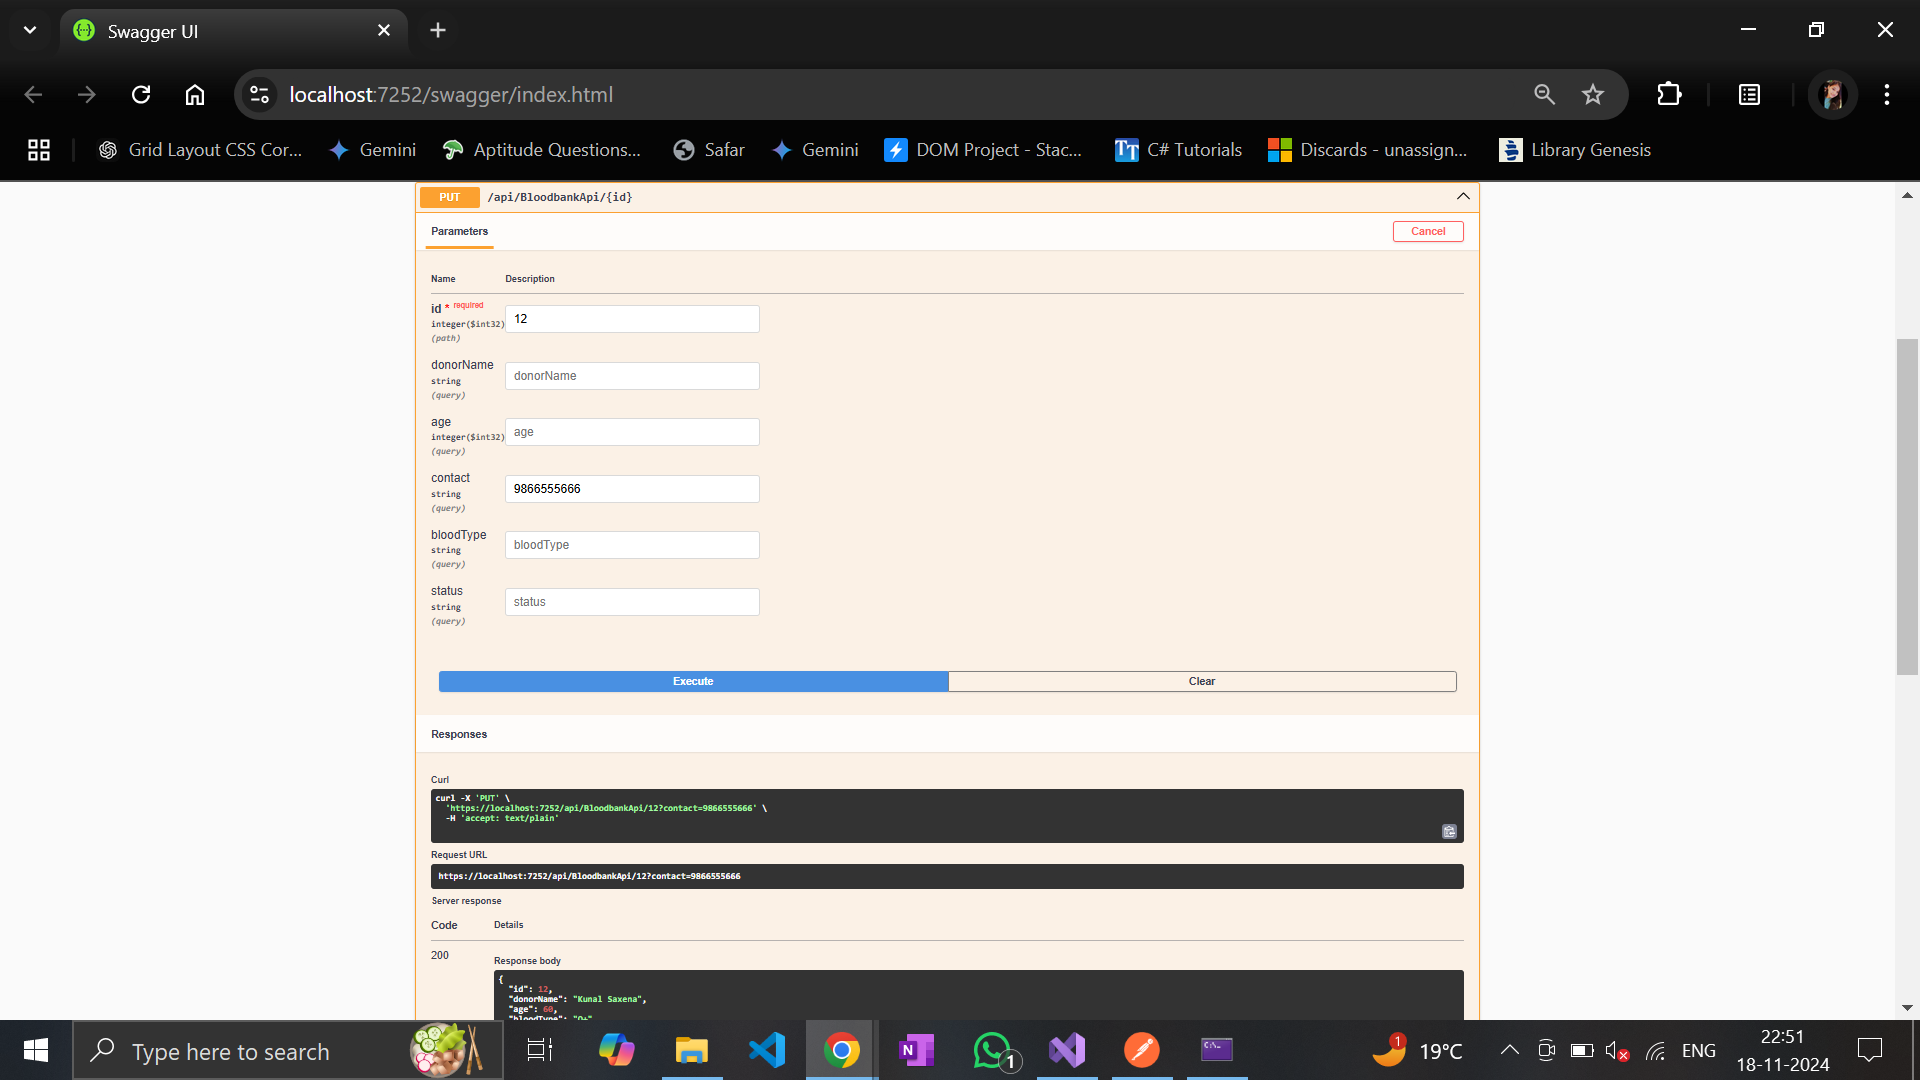 Swagger UI
localhost:7252/swagger/index.html
Grid Layout CSS Cor...
Gemini
Aptitude Questions...
Safar
Gemini
DOM Project - Stac...
TT C# Tutorials
Discards - unassign...
Library Genesis
PUT /api/BloodbankApi/{id}
Parameters
Cancel
Name Description
id * required
integer($int32)
(path)
12
donorName
string
(query)
donorName
age
integer($int32)
(query)
age
contact
string
(query)
9866555666
bloodType
string
(query)
bloodType
status
string
(query)
status
Execute
Clear
Responses
Curl
curl -X 'PUT' \
'https://localhost:7252/api/BloodbankApi/12?contact=9866555666' \
-H 'accept: text/plain'
Request URL
https://localhost:7252/api/BloodbankApi/12?contact=9866555666
Server response
Code Details
200
Response body
{
"id": 12,
"donorName": "Kunal Saxena",
"age": 60,
"bloodType": "O+"
Type here to search
N
1
C:\_
1
19°C
ENG
22:51
18-11-2024